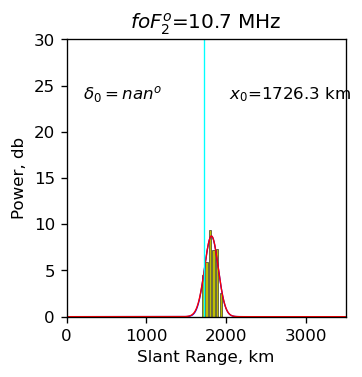 foF₂ᵒ=10.7 MHz
30
25
20
15
10
5
0
δ₀ = nanᵒ
x₀=1726.3 km
Power, db
0 1000 2000 3000
Slant Range, km